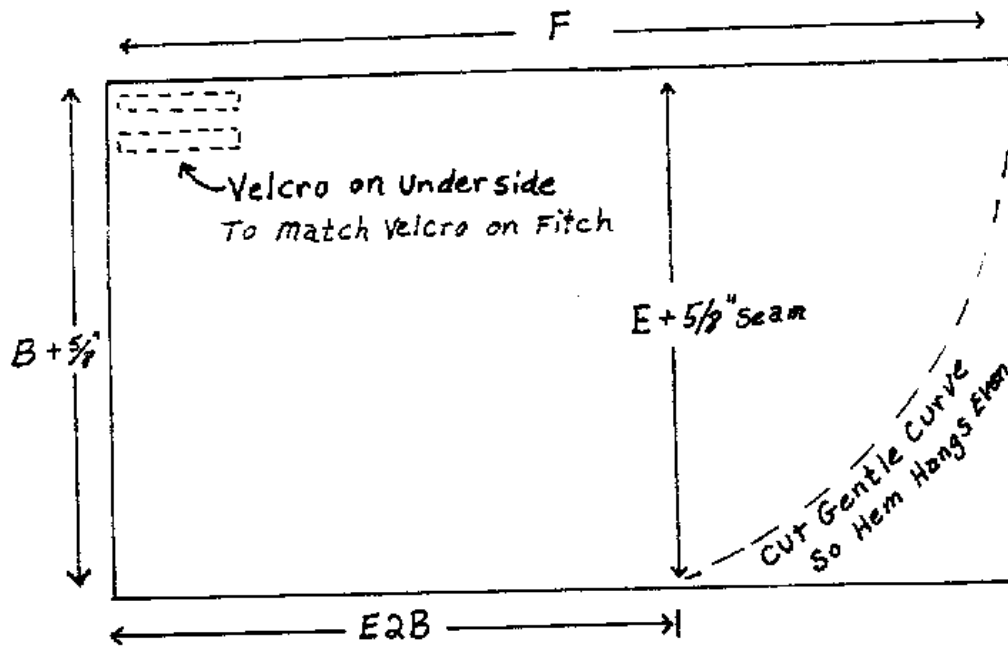 F
Velcro on Underside
To Match Velcro on Fitch
E + 5/8" Seam
B + 5/8"
Cut Gentle Curve
So Hem Hangs Even
E2B